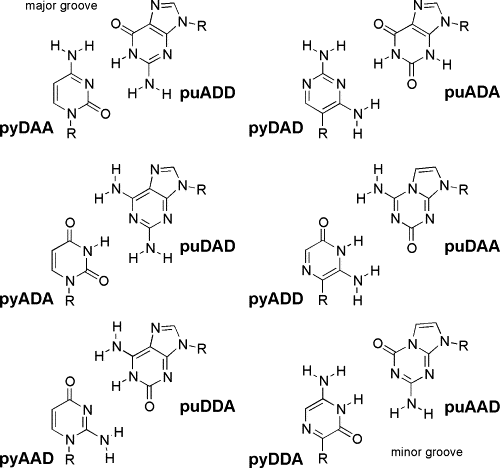 major groove
H N H
N
N O
R
pyDAA
N
O N R
N N
H N
H H
puADD
H N H
N N
N H
H
R
pyDAD
N
O N R
N N
H O H
puADA
O
N H
N O
R
pyADA
H N
H N R
N N
N
H H
puDAD
O
N H
N N H
R H
pyADD
H
N N N R
H N N
O
puDAA
O
N
N N H
R H
pyAAD
H N
N N R
H N N
H O
puDDA
H N H
N H
N O
R
pyDDA
O N N R
N N
N
H H
puAAD
minor groove